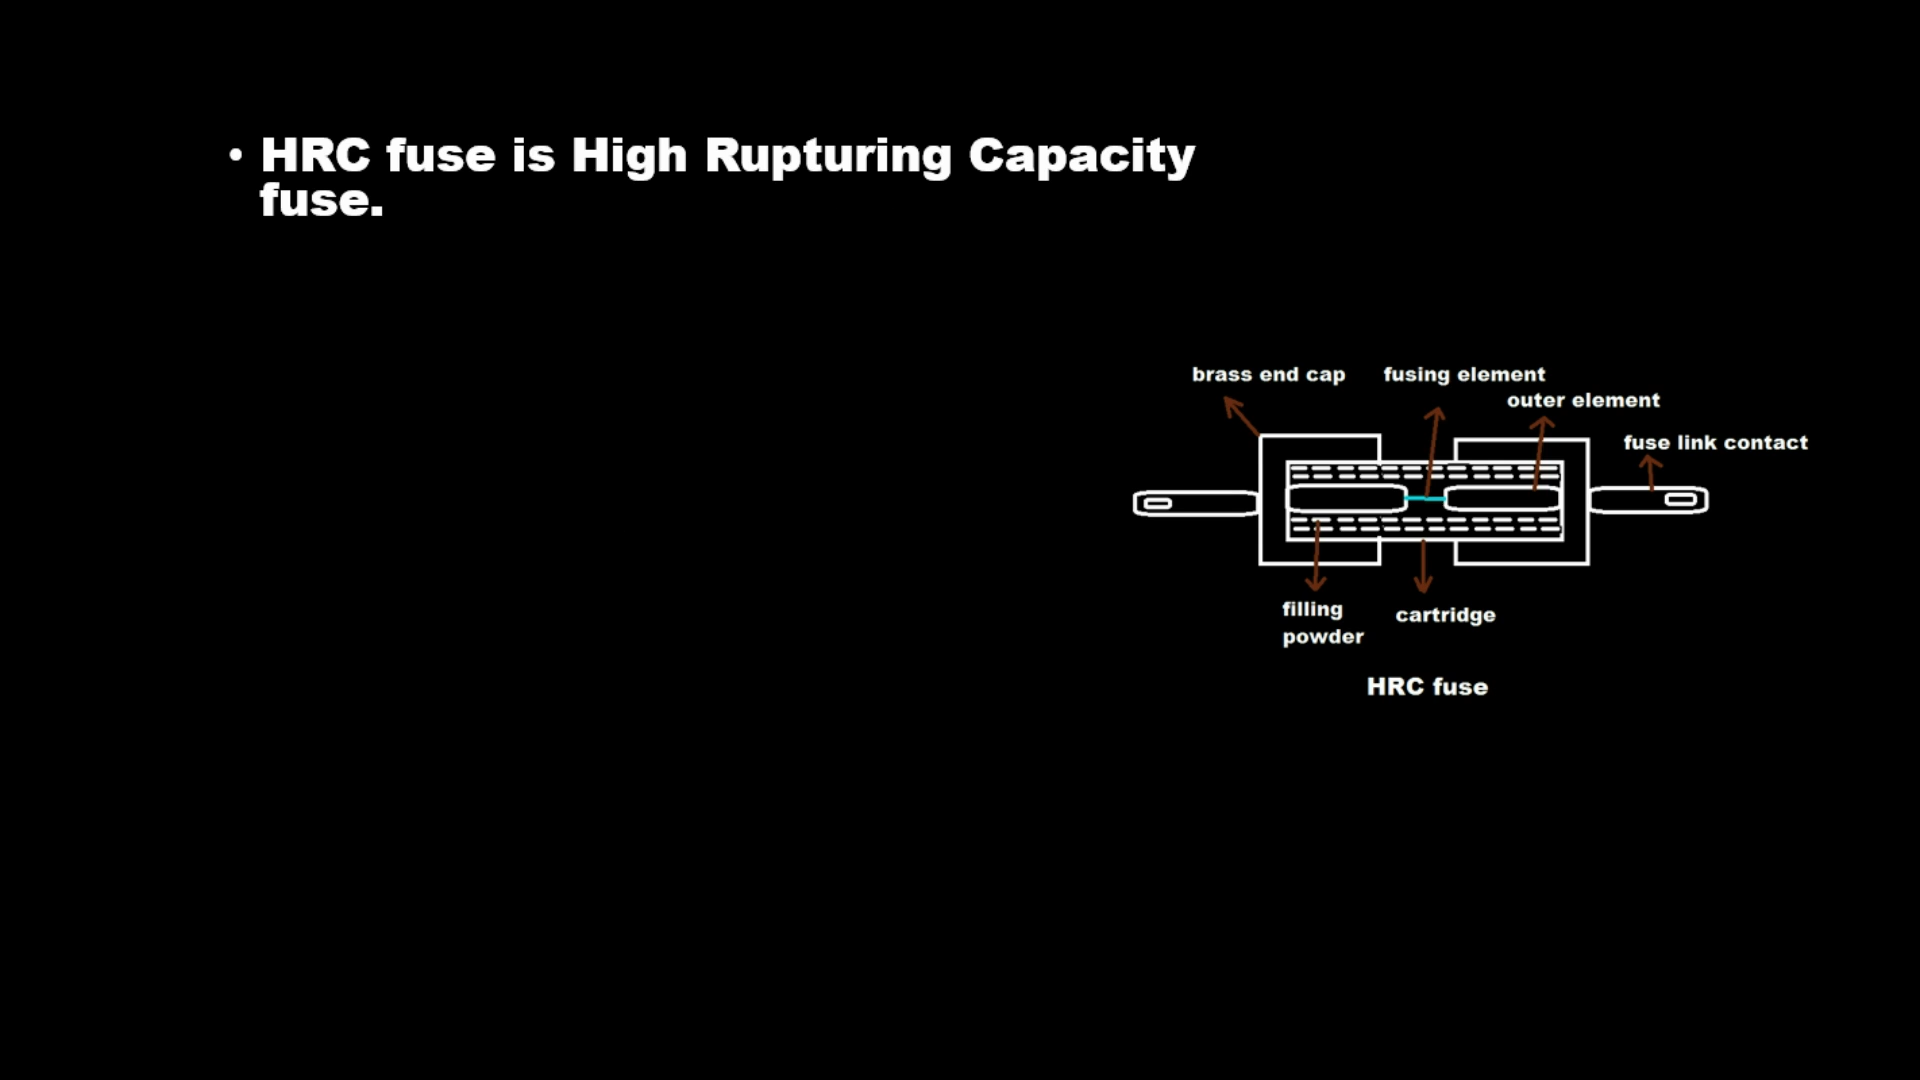 • HRC fuse is High Rupturing Capacity
fuse.
brass end cap
fusing element
outer element
fuse link contact
filling
powder
cartridge
HRC fuse